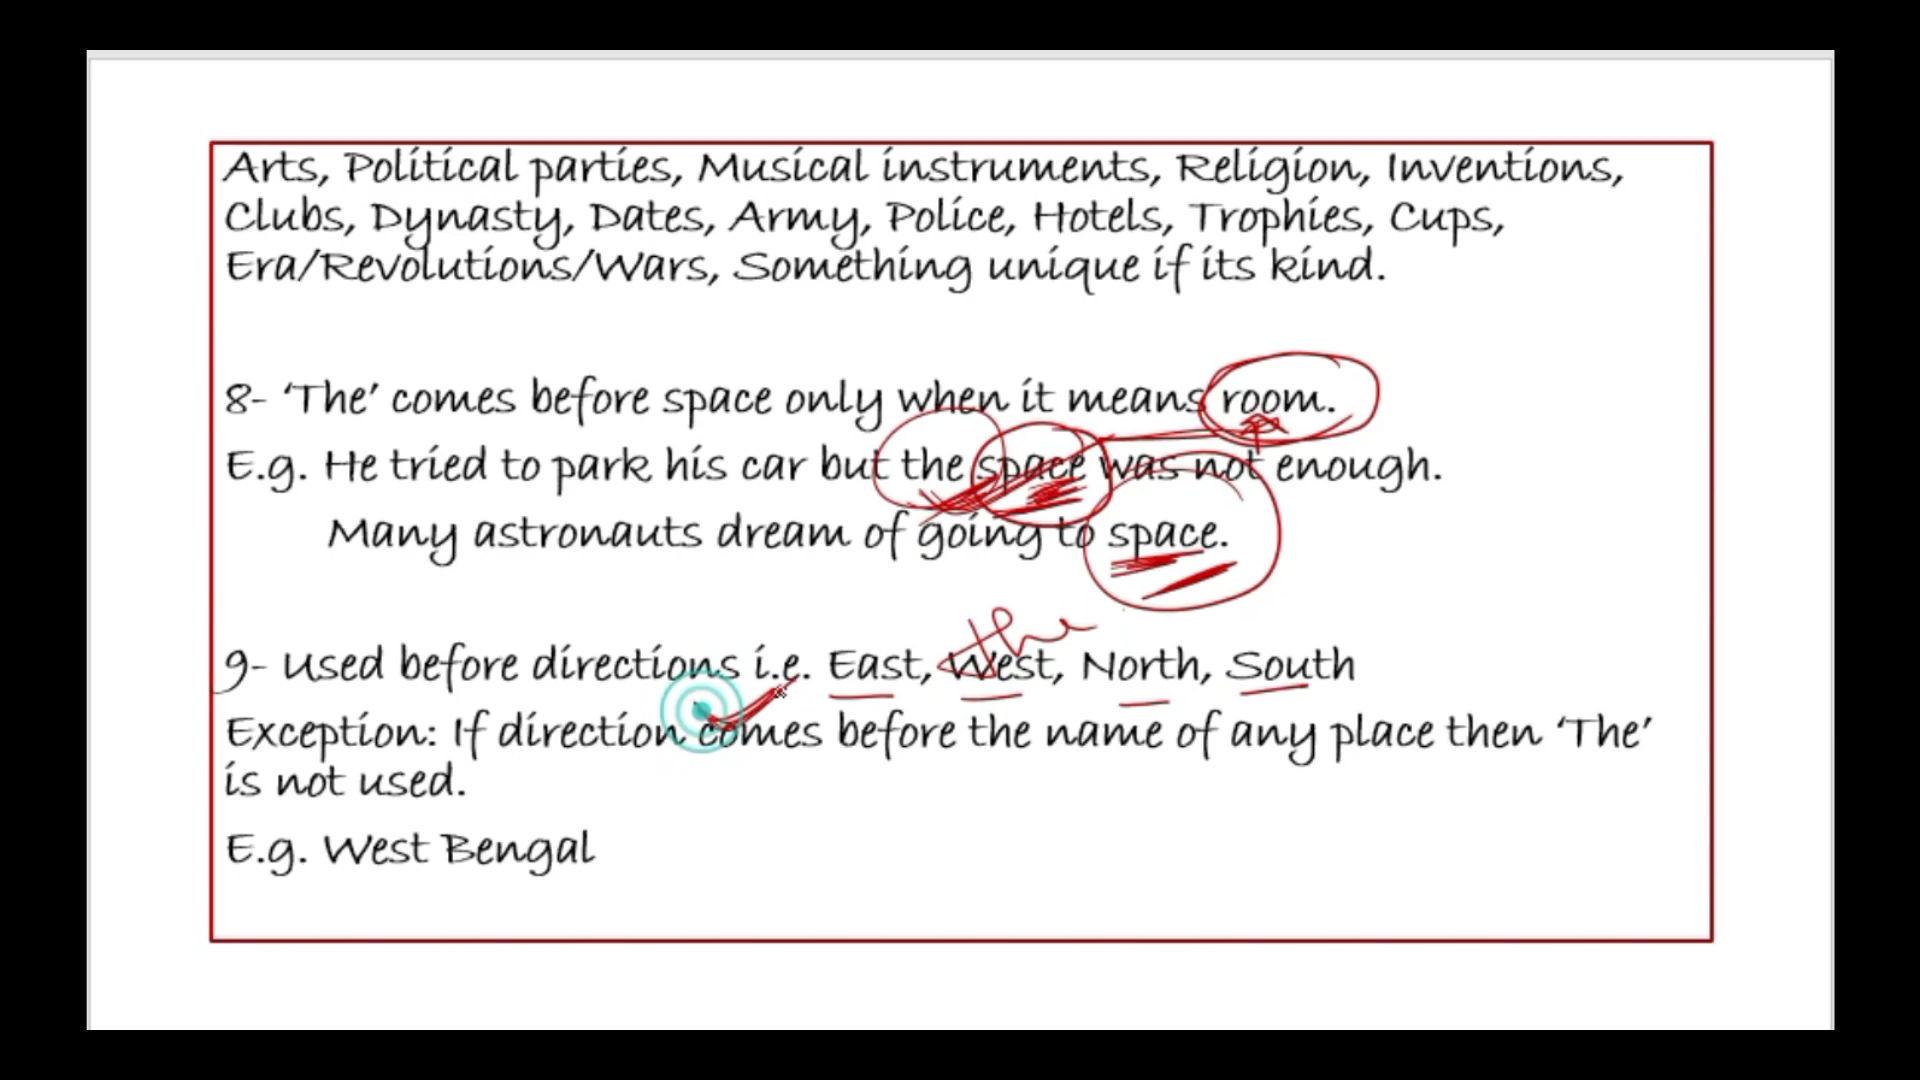 Arts, Political parties, Musical instruments, Religion, Inventions,
Clubs, Dynasty, Dates, Army, Police, Hotels, Trophies, Cups,
Era/Revolutions/Wars, Something unique if its kind.
8- ‘The’ comes before space only when it means room.
E.g. He tried to park his car but the space was not enough.
Many astronauts dream of going to space.
the
9- Used before directions i.e. East, West, North, South
Exception: If direction comes before the name of any place then ‘The’
is not used.
E.g. West Bengal